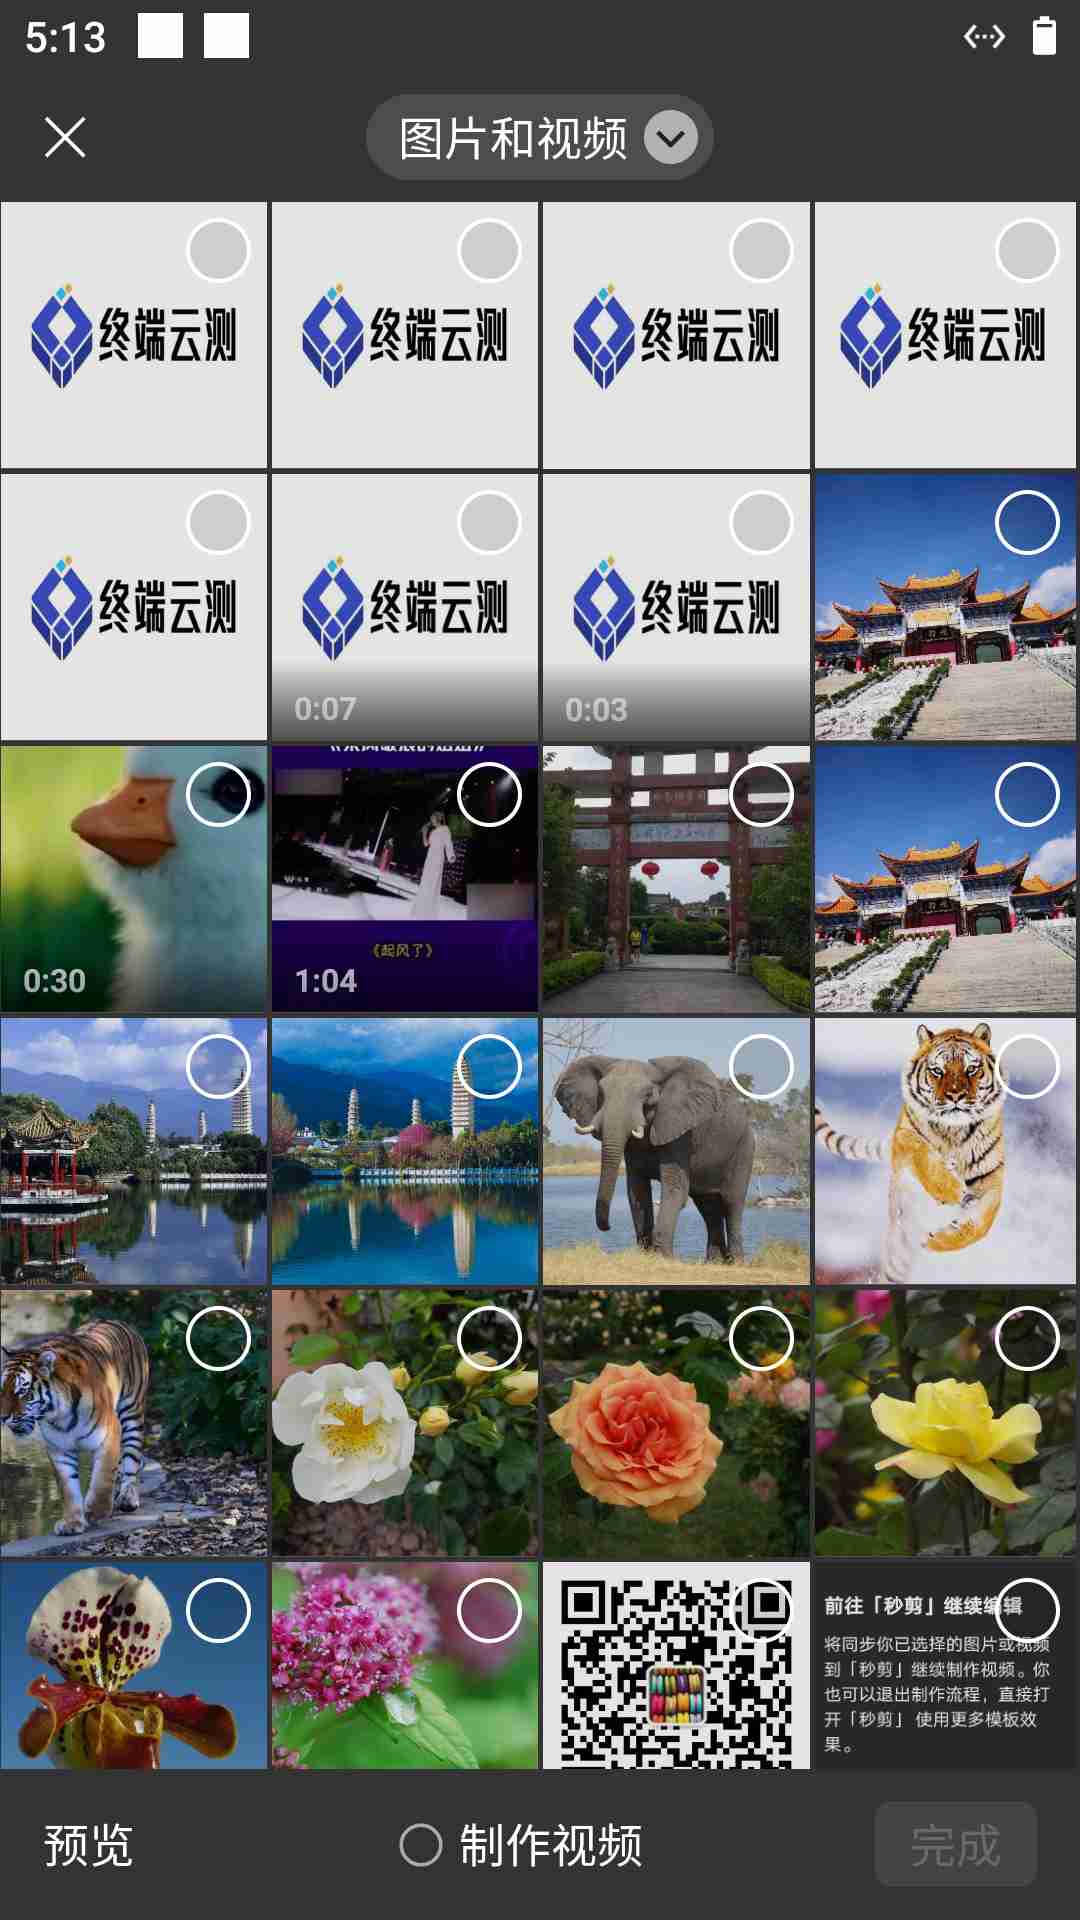 5:13
图片和视频
终端云测
终端云测
终端云测
终端云测
终端云测
终端云测
终端云测
0:07
0:03
《起风了》
0:30
1:04
前往「秒剪」继续编辑
将同步你已选择的图片或视频
到「秒剪」继续制作视频。你
也可以退出制作流程，直接打
开「秒剪」使用更多模板效
果。
预览
制作视频
完成